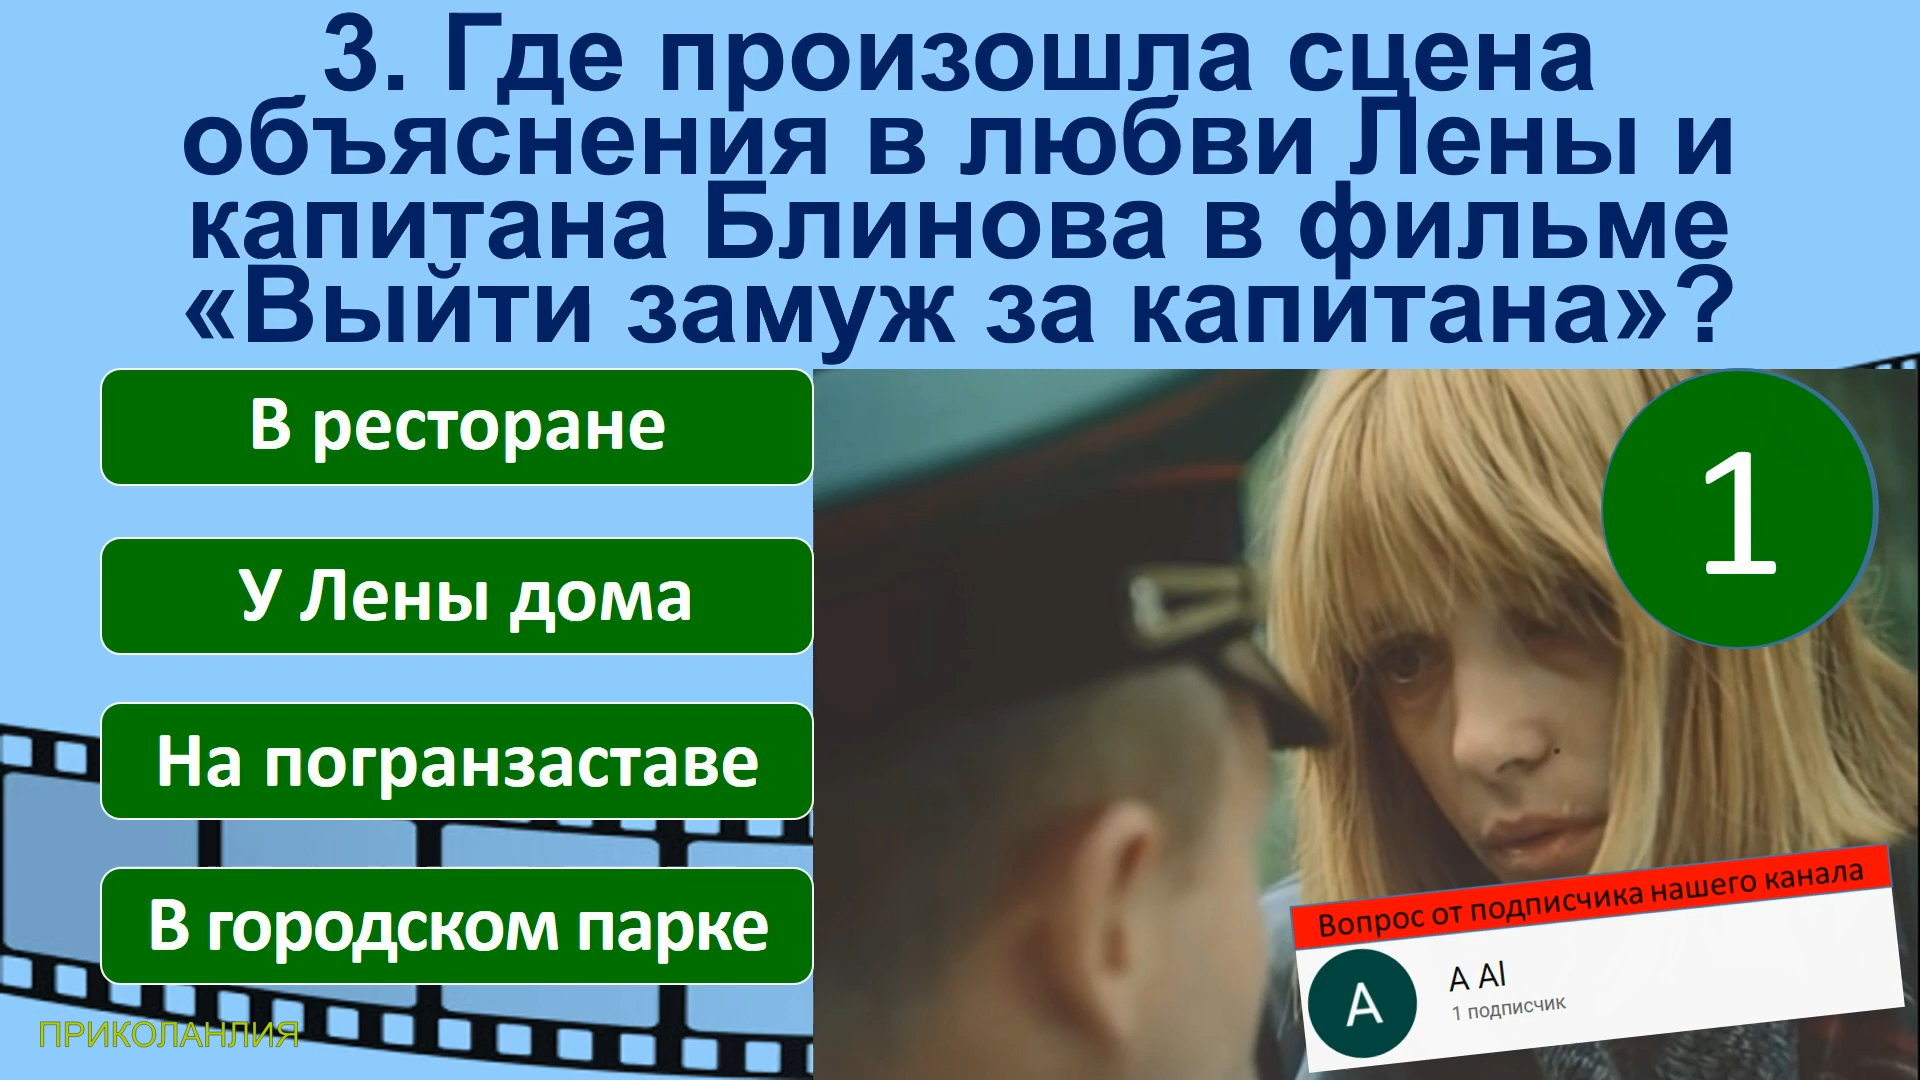 3. Где произошла сцена
объяснения в любви Лены и
капитана Блинова в фильме
«Выйти замуж за капитана»?
В ресторане
1
У Лены дома
На погранзаставе
В городском парке
Вопрос от подписчика нашего канала
A
A Al
1 подписчик
ПРИКОЛАНЛИЯ